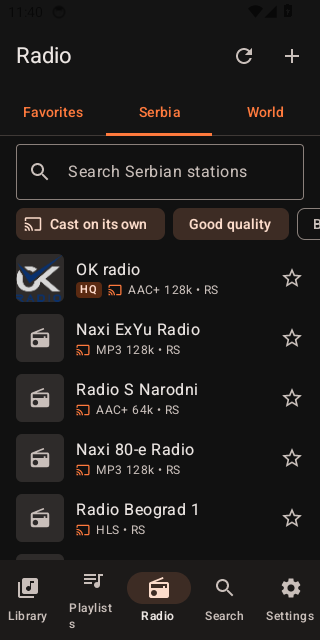 11:40
Radio
Favorites
Serbia
World
Search Serbian stations
Cast on its own
Good quality
OK radio
HQ AAC+ 128k • RS
Naxi ExYu Radio
MP3 128k • RS
Radio S Narodni
AAC+ 64k • RS
Naxi 80-e Radio
MP3 128k • RS
Radio Beograd 1
HLS • RS
Library
Playlist
s
Radio
Search
Settings